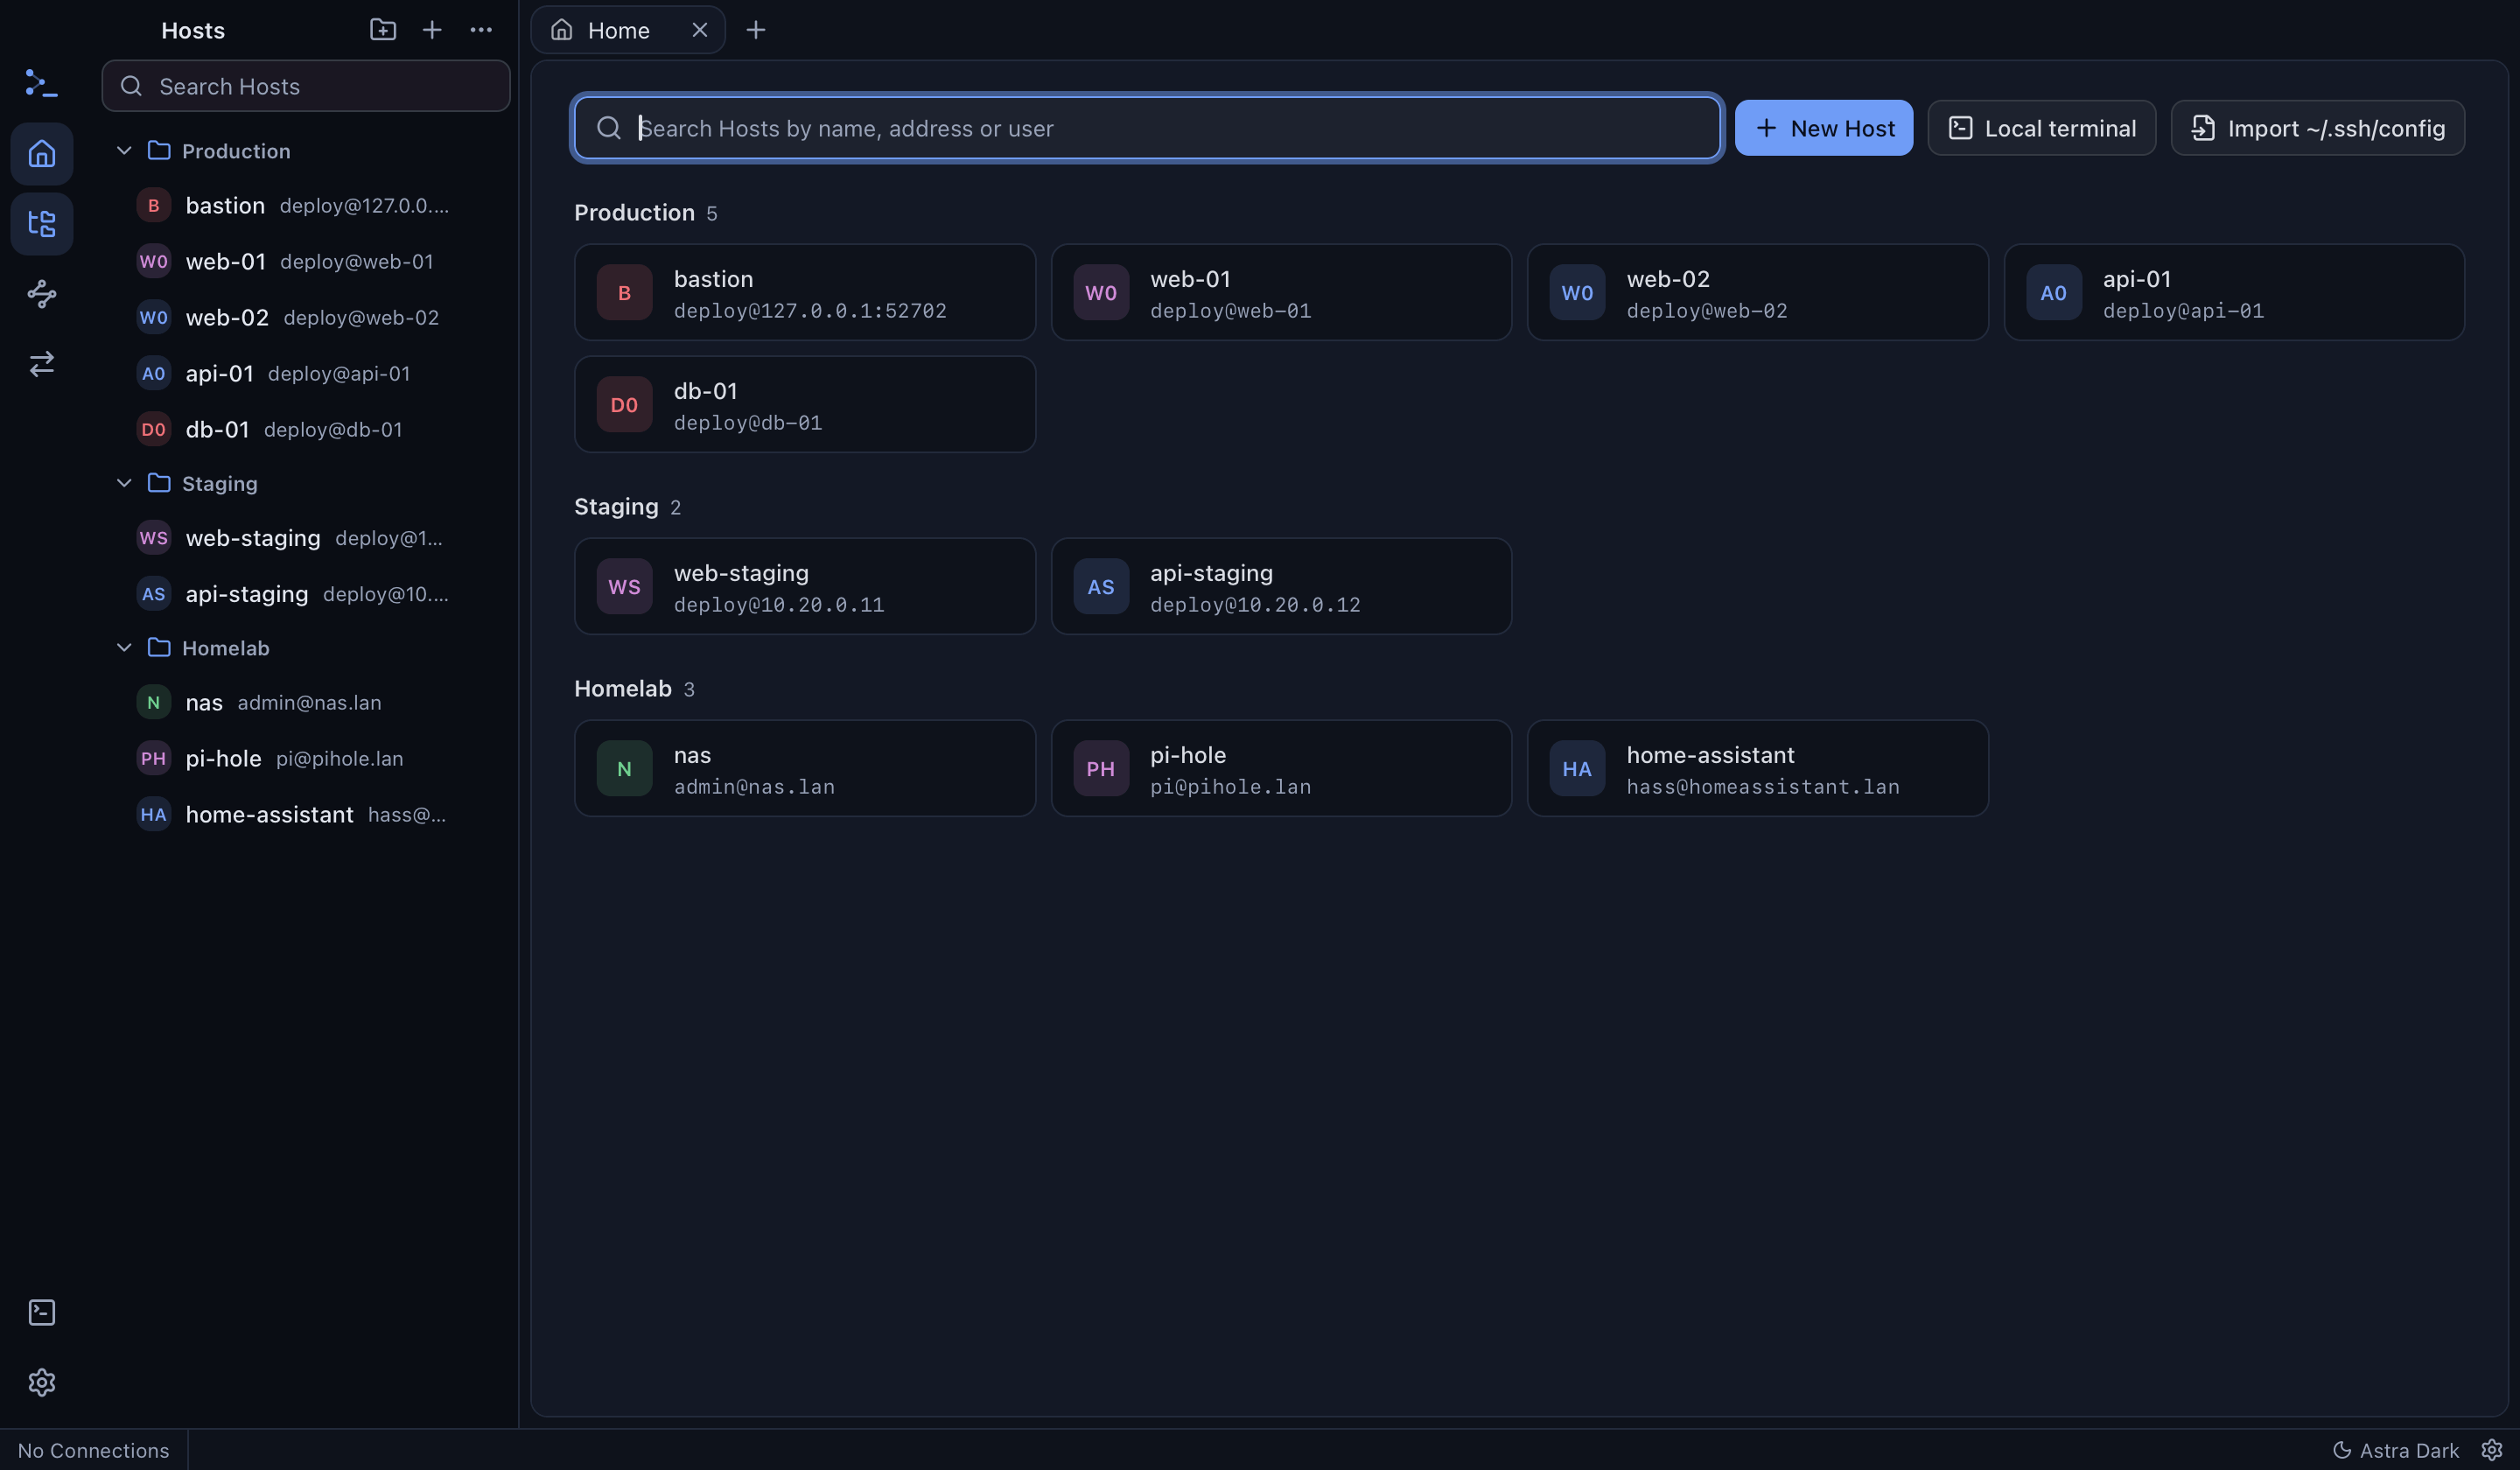 Hosts
Search Hosts
Production
B bastion deploy@127.0.0....
W0 web-01 deploy@web-01
W0 web-02 deploy@web-02
A0 api-01 deploy@api-01
D0 db-01 deploy@db-01
Staging
WS web-staging deploy@1...
AS api-staging deploy@10....
Homelab
N nas admin@nas.lan
PH pi-hole pi@pihole.lan
HA home-assistant hass@...
Home
Search Hosts by name, address or user
New Host
Local terminal
Import ~/.ssh/config
Production 5
B
bastion
deploy@127.0.0.1:52702
W0
web-01
deploy@web-01
W0
web-02
deploy@web-02
A0
api-01
deploy@api-01
D0
db-01
deploy@db-01
Staging 2
WS
web-staging
deploy@10.20.0.11
AS
api-staging
deploy@10.20.0.12
Homelab 3
N
nas
admin@nas.lan
PH
pi-hole
pi@pihole.lan
HA
home-assistant
hass@homeassistant.lan
No Connections
Astra Dark